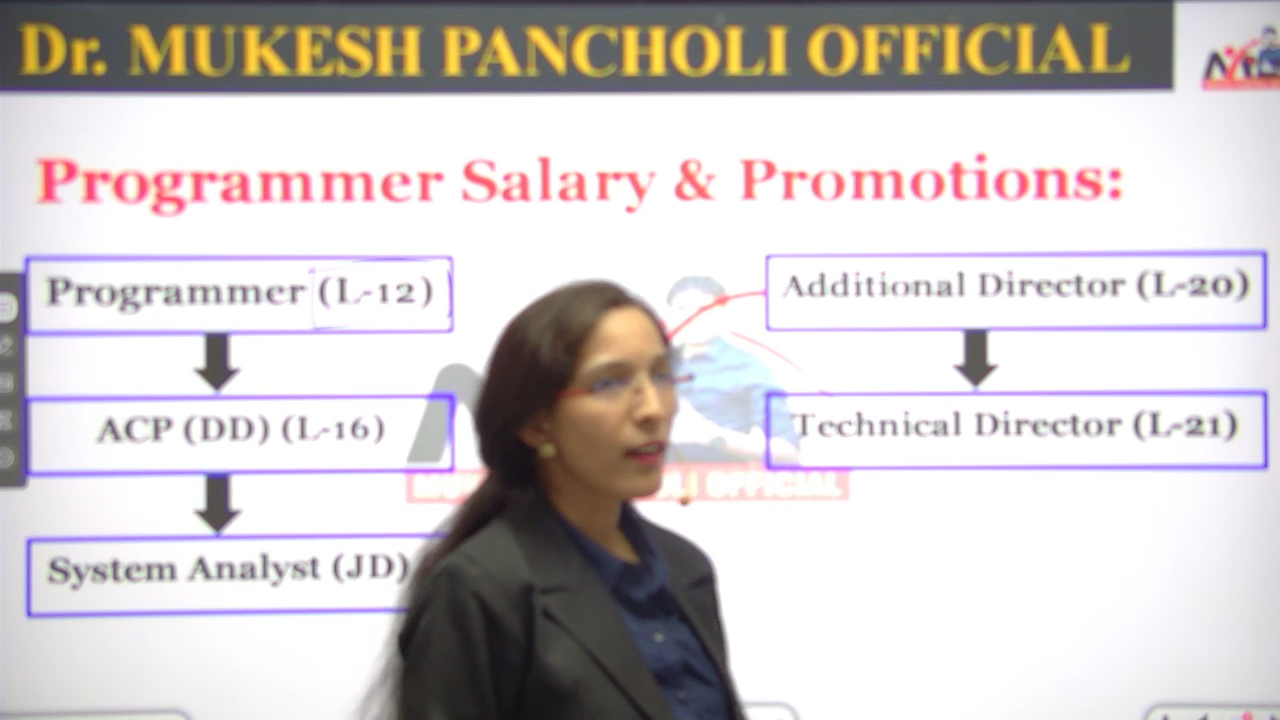 Dr. MUKESH PANCHOLI OFFICIAL
Programmer Salary & Promotions:
Programmer (L-12)
ACP (DD) (L-16)
System Analyst (JD)
Additional Director (L-20)
Technical Director (L-21)
OFFICIAL